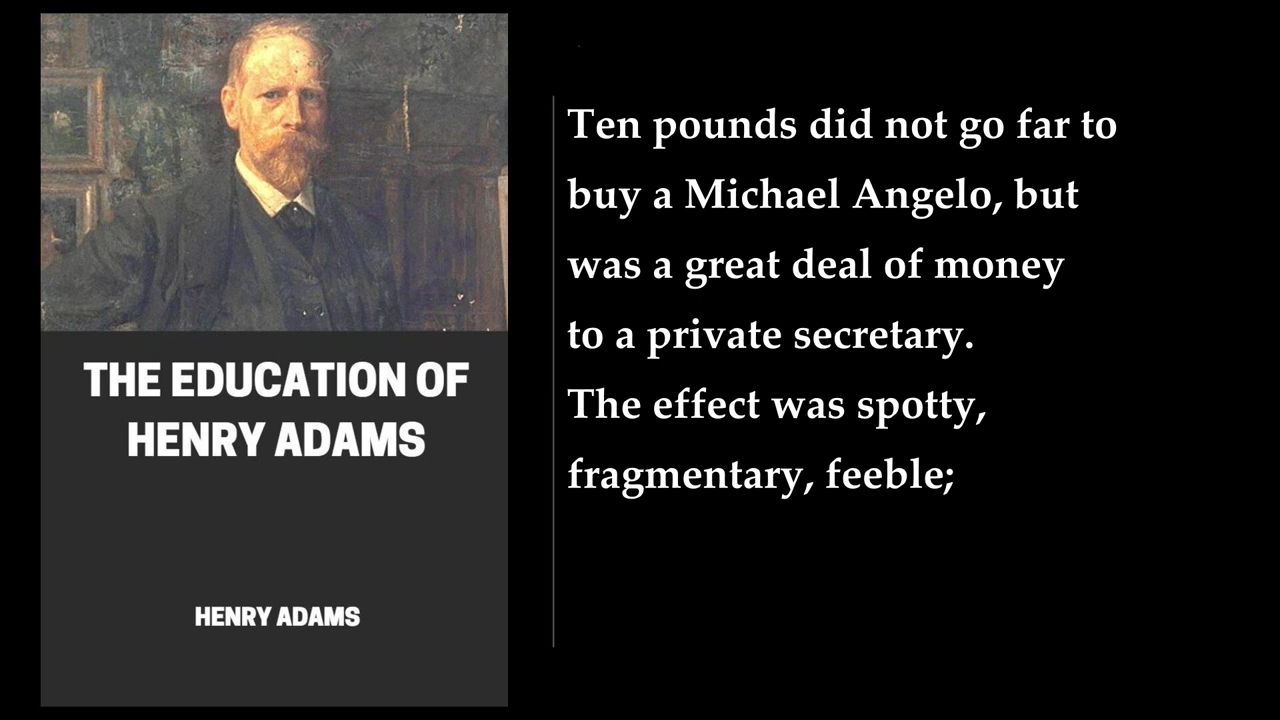 THE EDUCATION OF
HENRY ADAMS
HENRY ADAMS
Ten pounds did not go far to
buy a Michael Angelo, but
was a great deal of money
to a private secretary.
The effect was spotty,
fragmentary, feeble;